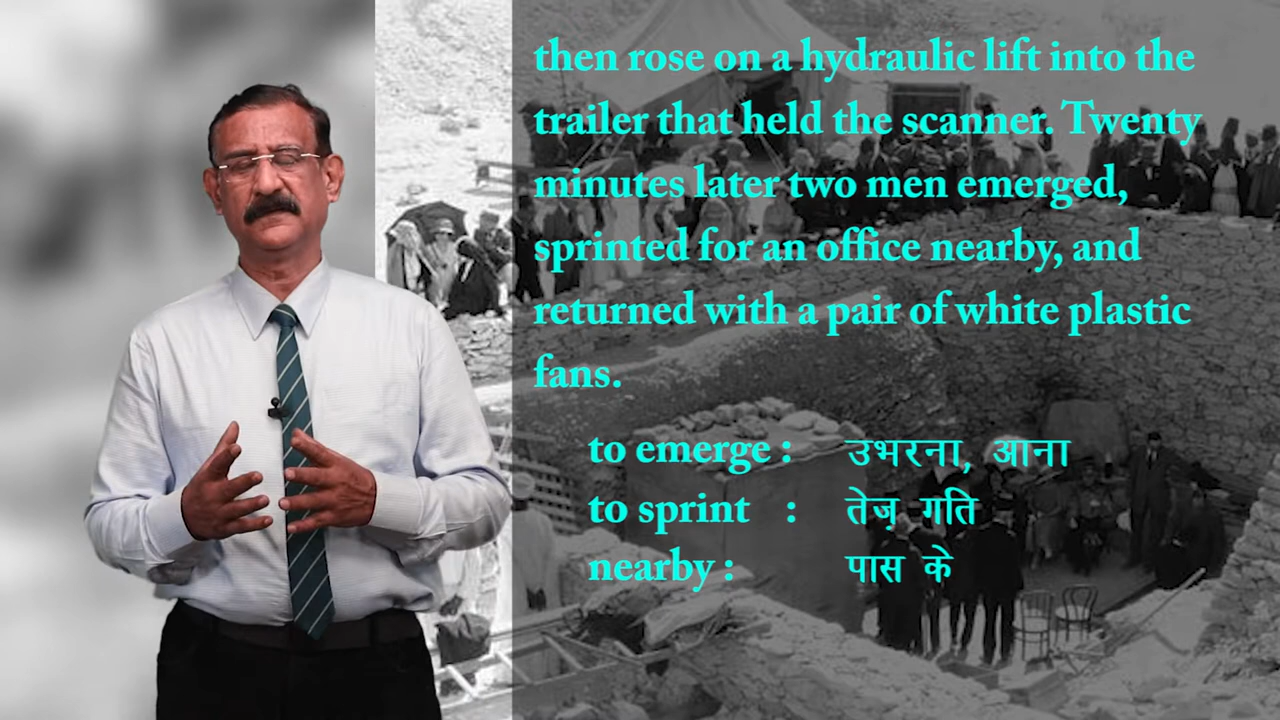 then rose on a hydraulic lift into the
trailer that held the scanner. Twenty
minutes later two men emerged,
sprinted for an office nearby, and
returned with a pair of white plastic
fans.
to emerge : उभरना, आना
to sprint : तेज़ गति
nearby : पास के